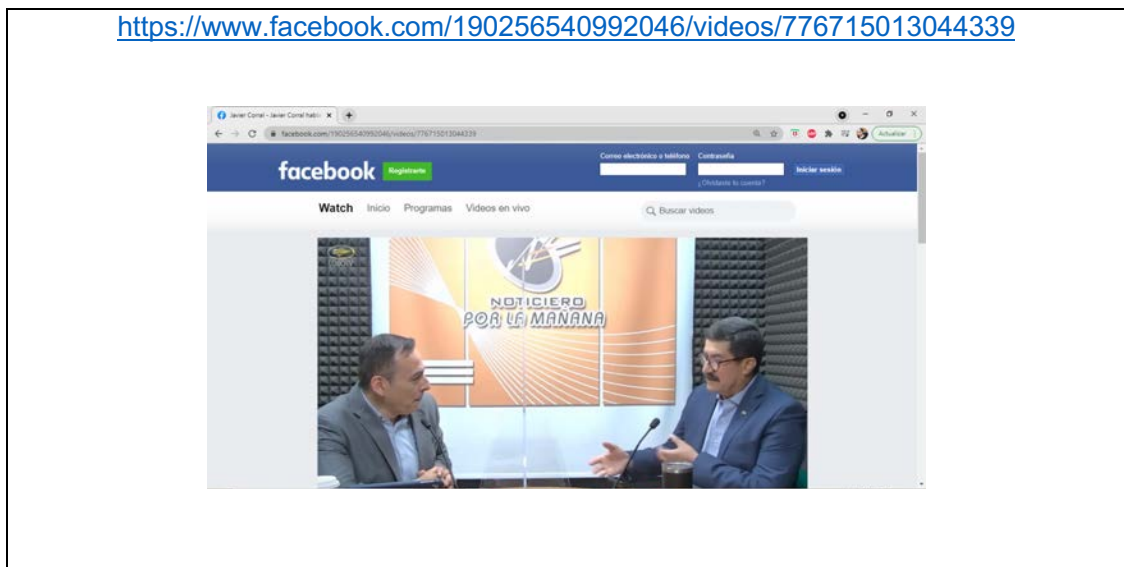 https://www.facebook.com/190256540992046/videos/776715013044339
Javier Corral - Javier Corral habl
facebook.com/190256540992046/videos/776715013044339
Actualizar
facebook
Registrarte
Correo electrónico o teléfono
Contraseña
Iniciar sesión
¿Olvidaste tu cuenta?
Watch Inicio Programas Videos en vivo
Buscar videos
NOTICIERO
POR LA MAÑANA